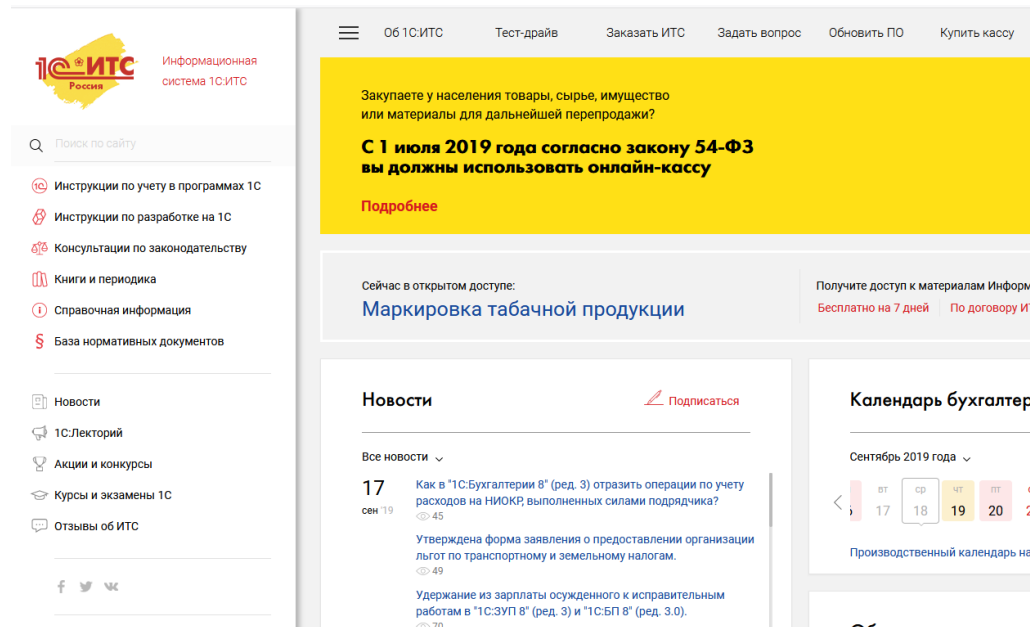 1С ИТС
Россия
Информационная
система 1С:ИТС
Поиск по сайту
Инструкции по учету в программах 1С
Инструкции по разработке на 1С
Консультации по законодательству
Книги и периодика
Справочная информация
База нормативных документов
Новости
1С:Лекторий
Акции и конкурсы
Курсы и экзамены 1С
Отзывы об ИТС
Об 1С:ИТС Тест-драйв Заказать ИТС Задать вопрос Обновить ПО Купить кассу
Закупаете у населения товары, сырье, имущество
или материалы для дальнейшей перепродажи?
С 1 июля 2019 года согласно закону 54-ФЗ
вы должны использовать онлайн-кассу
Подробнее
Сейчас в открытом доступе:
Маркировка табачной продукции
Получите доступ к материалам Информ
Бесплатно на 7 дней По договору ИТ
Новости Подписаться
Все новости
17 сен '19
Как в "1С:Бухгалтерии 8" (ред. 3) отразить операции по учету
расходов на НИОКР, выполненных силами подрядчика?
45
Утверждена форма заявления о предоставлении организации
льгот по транспортному и земельному налогам.
49
Удержание из зарплаты осужденного к исправительным
работам в "1С:ЗУП 8" (ред. 3) и "1С:БП 8" (ред. 3.0).
70
Календарь бухгалтер
Сентябрь 2019 года
вт ср чт пт
17 18 19 20 2
Производственный календарь на